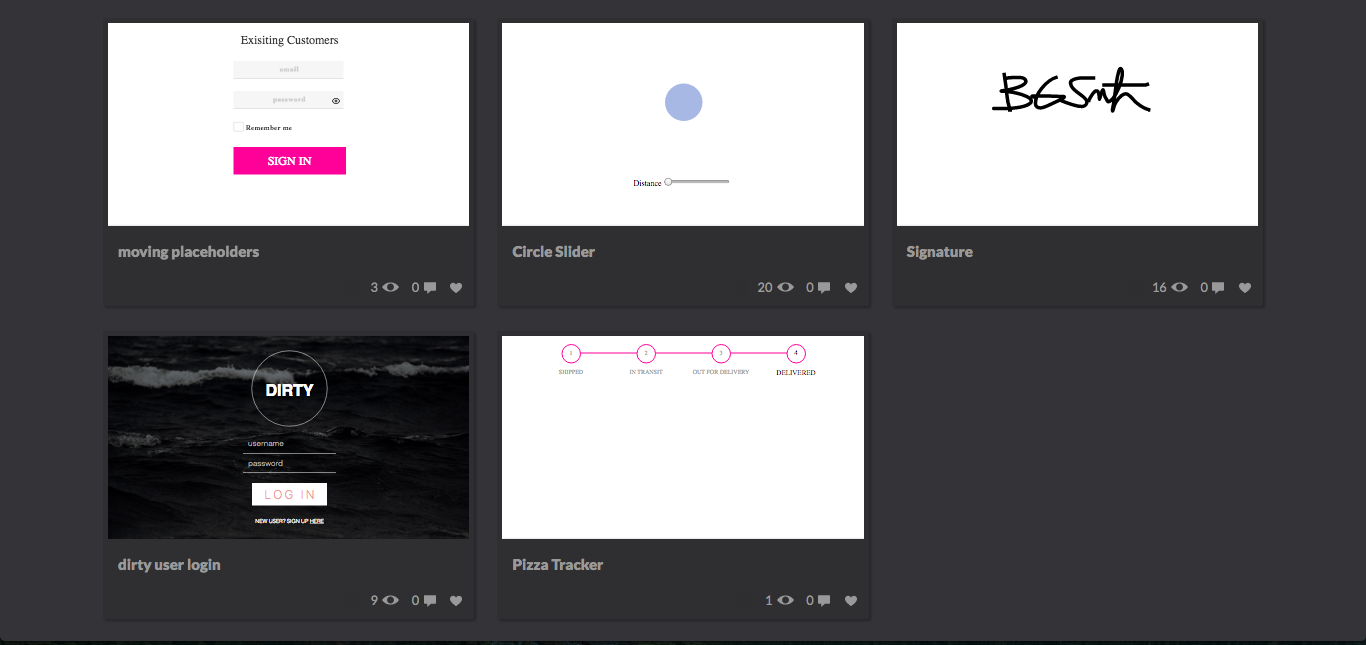 Exisiting Customers
email
password
Remember me
SIGN IN
moving placeholders
3 0
Distance
Circle Slider
20 0
BGSmith
Signature
16 0
DIRTY
username
password
LOG IN
NEW USER? SIGN UP HERE
dirty user login
9 0
1 2 3 4
SHIPPED IN TRANSIT OUT FOR DELIVERY DELIVERED
Pizza Tracker
1 0